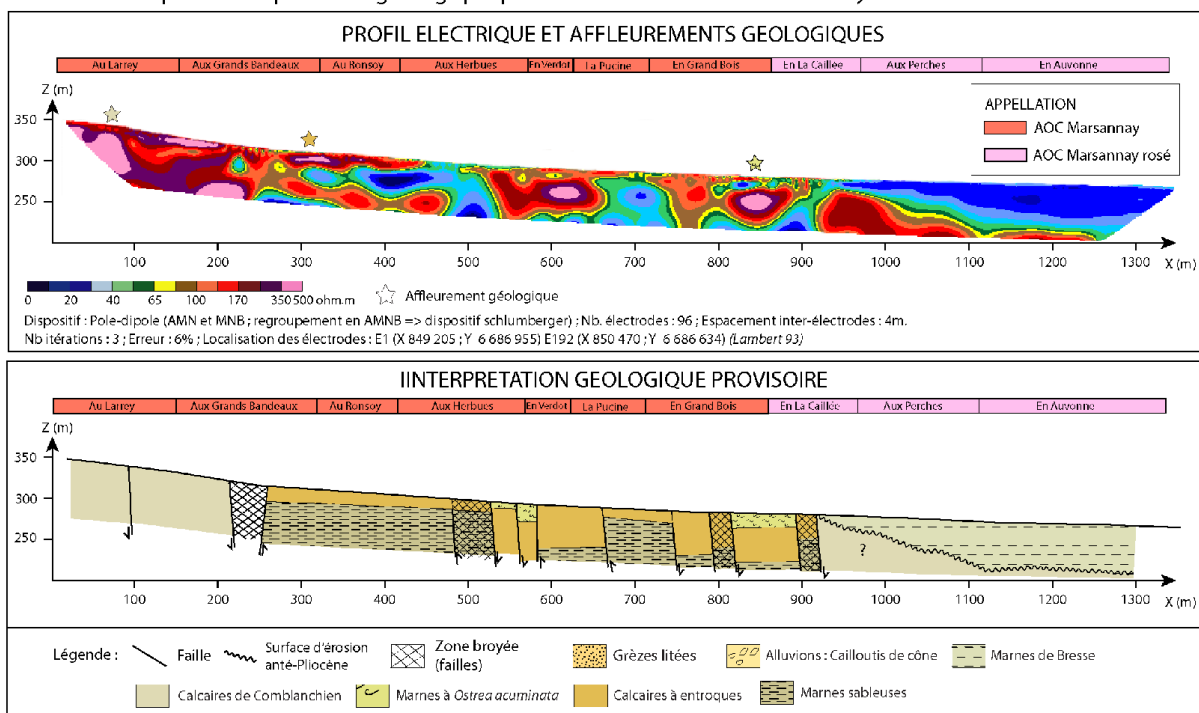 PROFIL ELECTRIQUE ET AFFLEUREMENTS GEOLOGIQUES
Au Larrey Aux Grands Bandeaux Au Ronsoy Aux Herbues En Verdot La Pucine En Grand Bois En La Caillée Aux Perches En Auvonne
Z (m)
APPELLATION
AOC Marsannay
AOC Marsannay rosé
350
300
250
100 200 300 400 500 600 700 800 900 1000 1100 1200 1300 X (m)
0 20 40 65 100 170 350 500 ohm.m
Affleurement géologique
Dispositif : Pole-dipole (AMN et MNB ; regroupement en AMNB => dispositif schlumberger) ; Nb. électrodes : 96 ; Espacement inter-électrodes : 4m.
Nb itérations : 3 ; Erreur : 6% ; Localisation des électrodes : E1 (X 849 205 ; Y 6 686 955) E192 (X 850 470 ; Y 6 686 634) (Lambert 93)
IINTERPRETATION GEOLOGIQUE PROVISOIRE
Au Larrey Aux Grands Bandeaux Au Ronsoy Aux Herbues En Verdot La Pucine En Grand Bois En La Caillée Aux Perches En Auvonne
Z (m)
350
300
250
?
100 200 300 400 500 600 700 800 900 1000 1100 1200 1300 X (m)
Légende : Faille Surface d'érosion anté-Pliocène Zone broyée (failles) Grèzes litées Alluvions : Cailloutis de cône Marnes de Bresse
Calcaires de Comblanchien Marnes à Ostrea acuminata Calcaires à entroques Marnes sableuses